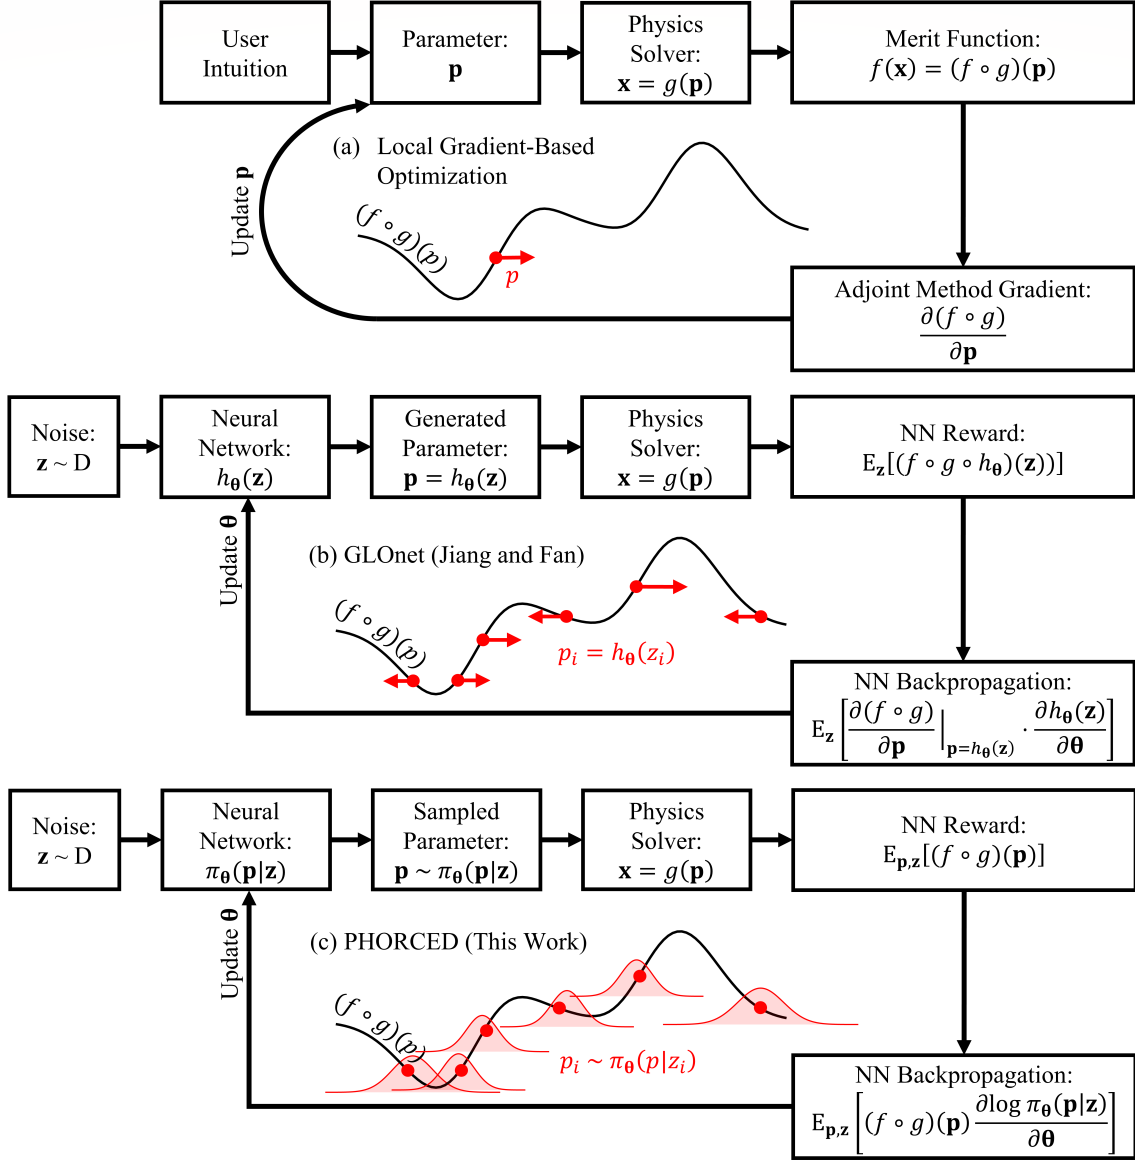 User
Intuition
Parameter:
𝐩
Physics
Solver:
𝐱 = g(𝐩)
Merit Function:
f(𝐱) = (f ∘ g)(𝐩)
(a) Local Gradient-Based
Optimization
Update 𝐩
(f ∘ g)(p)
p
Adjoint Method Gradient:
∂(f ∘ g)
∂𝐩
Noise:
𝐳 ~ D
Neural
Network:
h_𝛉(𝐳)
Generated
Parameter:
𝐩 = h_𝛉(𝐳)
Physics
Solver:
𝐱 = g(𝐩)
NN Reward:
E_𝐳[(f ∘ g ∘ h_𝛉)(𝐳))]
Update 𝛉
(b) GLOnet (Jiang and Fan)
(f ∘ g)(p)
p_i = h_𝛉(z_i)
NN Backpropagation:
E_𝐳 [ ∂(f ∘ g) / ∂𝐩 |_𝐩=h_𝛉(𝐳) · ∂h_𝛉(𝐳) / ∂𝛉 ]
Noise:
𝐳 ~ D
Neural
Network:
π_𝛉(𝐩|𝐳)
Sampled
Parameter:
𝐩 ~ π_𝛉(𝐩|𝐳)
Physics
Solver:
𝐱 = g(𝐩)
NN Reward:
E_𝐩,𝐳[(f ∘ g)(𝐩)]
Update 𝛉
(c) PHORCED (This Work)
(f ∘ g)(p)
p_i ~ π_𝛉(p|z_i)
NN Backpropagation:
E_𝐩,𝐳 [ (f ∘ g)(𝐩) ∂log π_𝛉(𝐩|𝐳) / ∂𝛉 ]